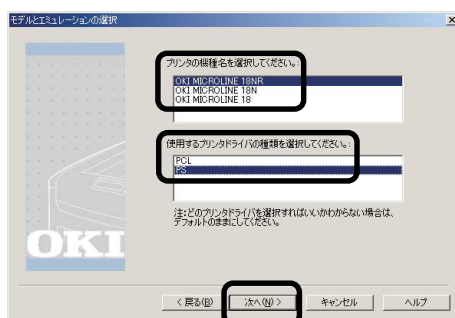 モデルとエミュレーションの選択
プリンタの機種名を選択してください。:
OKI MICROLINE 18NR
OKI MICROLINE 18N
OKI MICROLINE 18
使用するプリンタドライバの種類を選択してください。:
PCL
PS
注:どのプリンタドライバを選択すればいいかわからない場合は、
デフォルトのままにしてください。
OKI
< 戻る(B)
次へ(N) >
キャンセル
ヘルプ